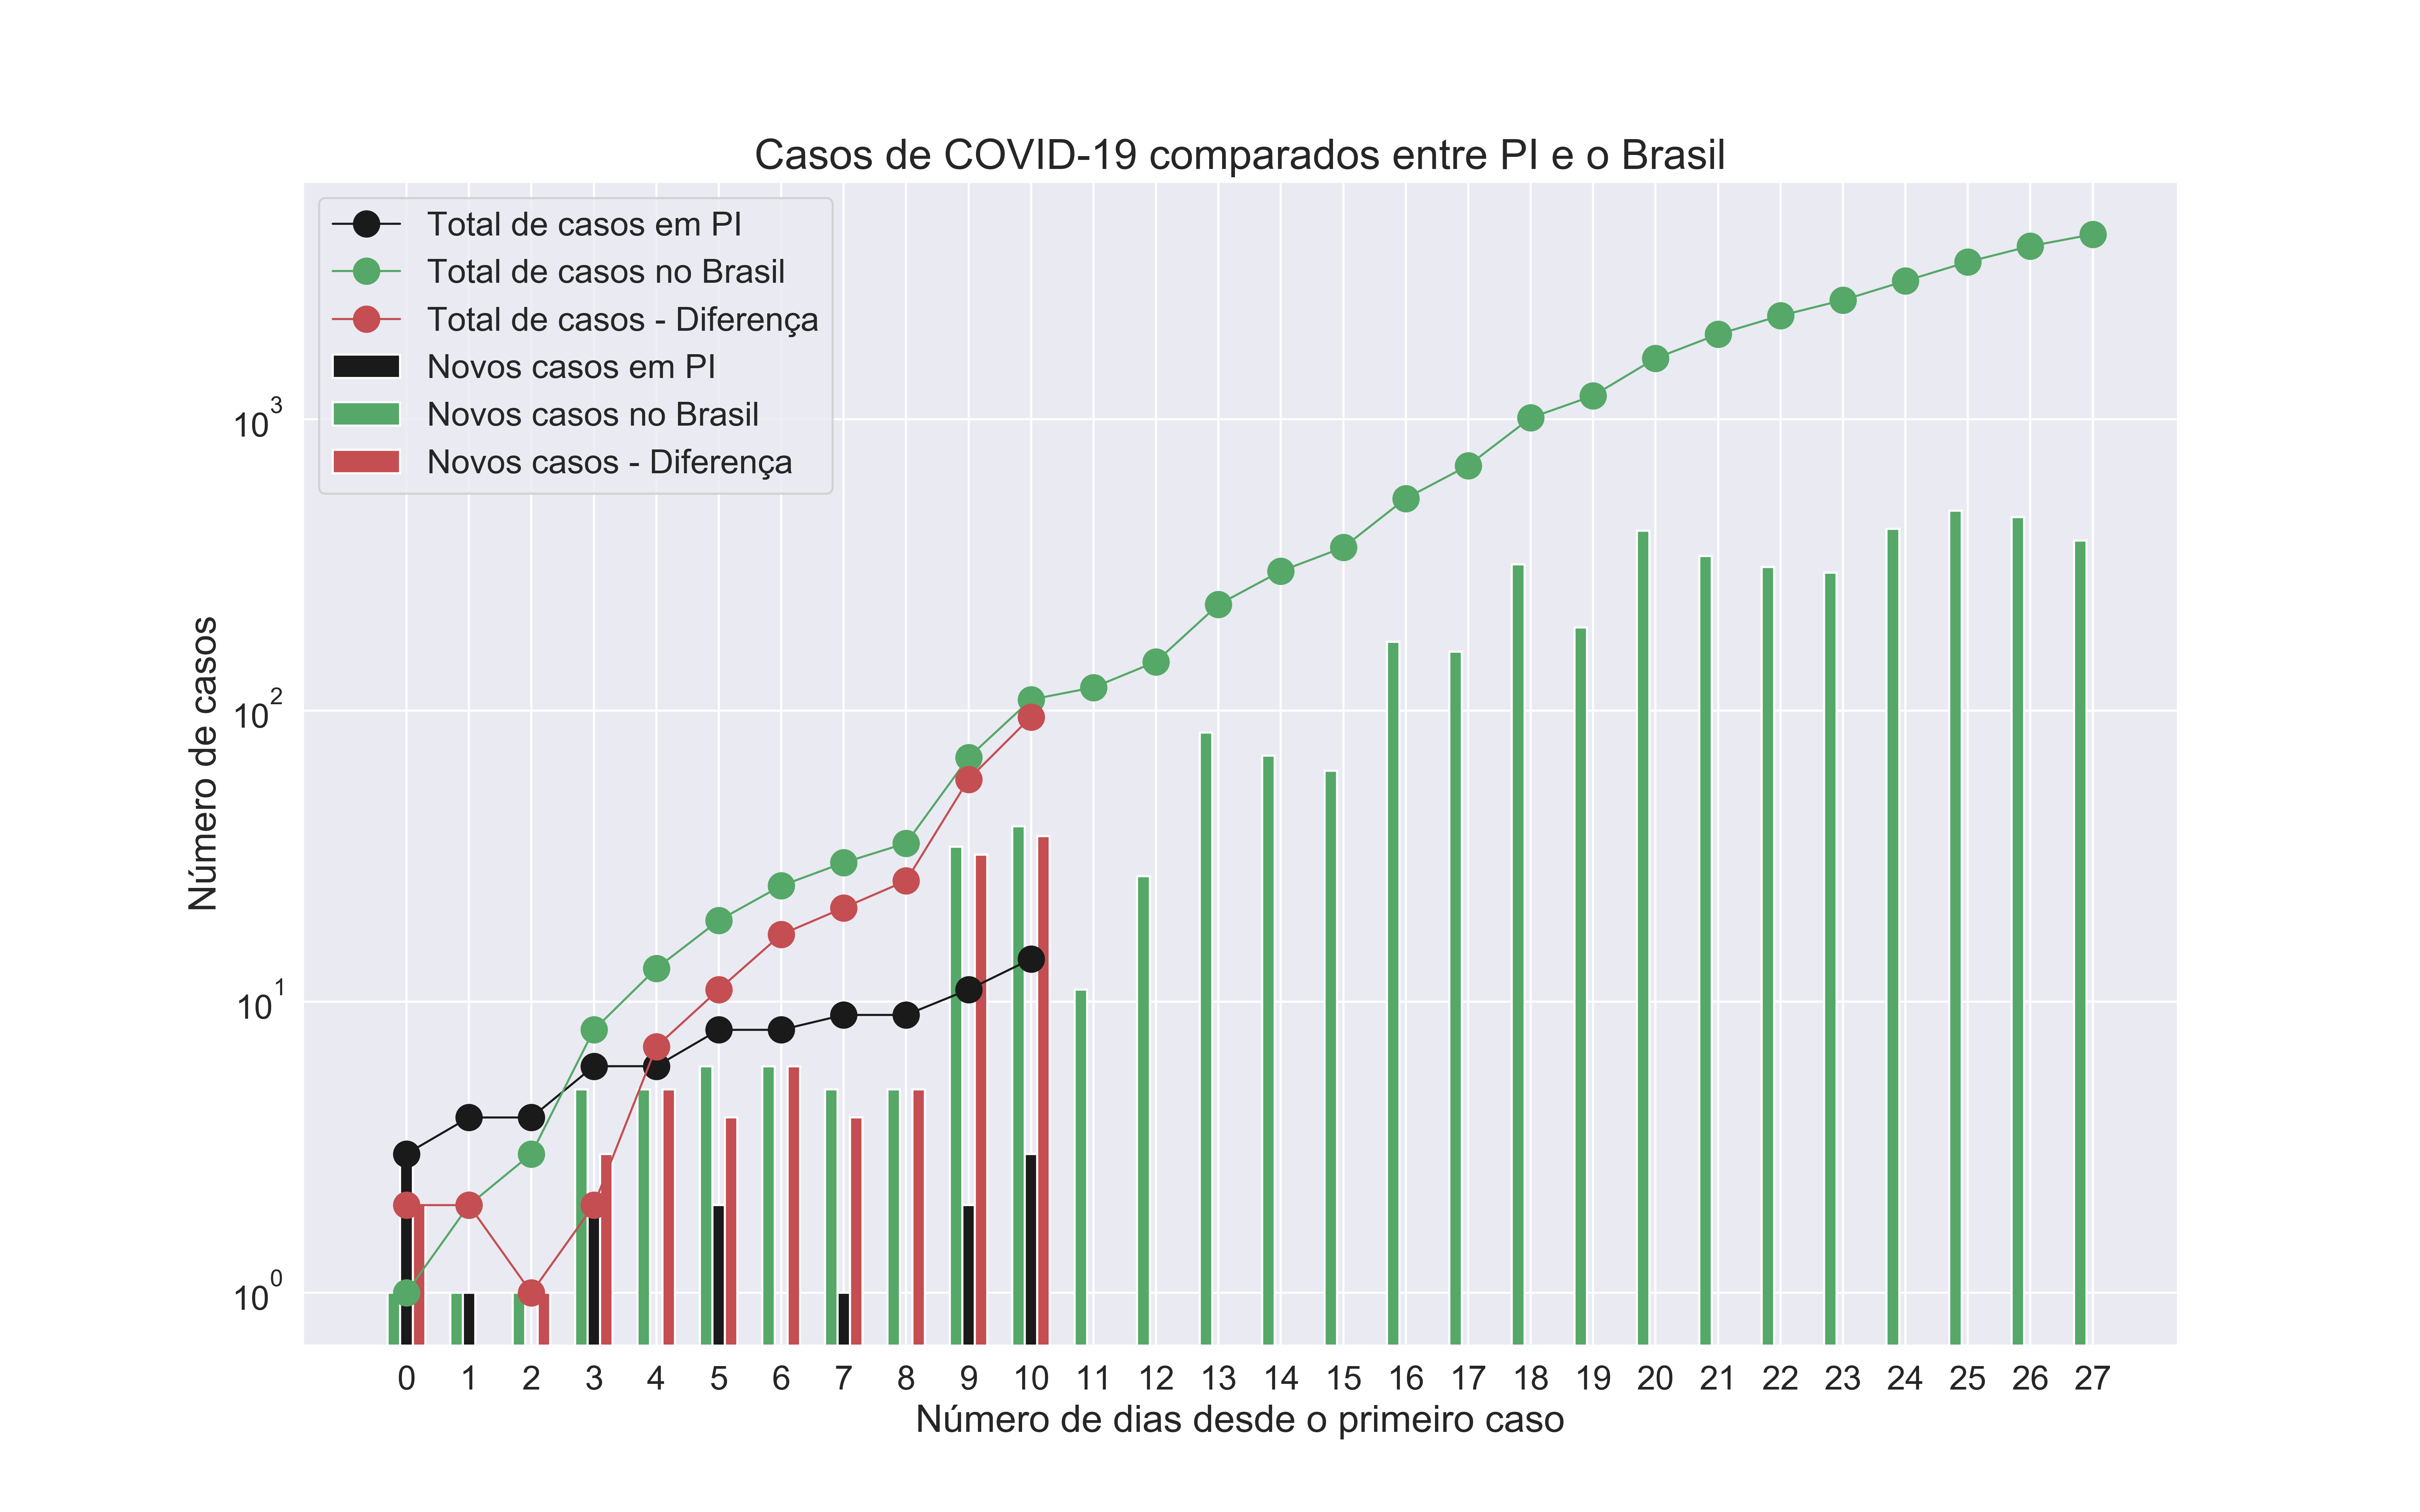 Casos de COVID-19 comparados entre PI e o Brasil
Total de casos em PI
Total de casos no Brasil
Total de casos - Diferença
Novos casos em PI
Novos casos no Brasil
Novos casos - Diferença
Número de casos
10^3
10^2
10^1
10^0
0 1 2 3 4 5 6 7 8 9 10 11 12 13 14 15 16 17 18 19 20 21 22 23 24 25 26 27
Número de dias desde o primeiro caso